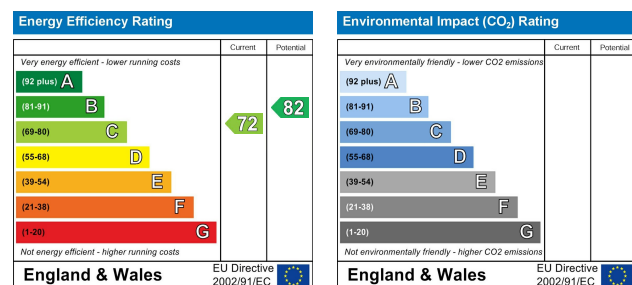 Energy Efficiency Rating
Current Potential
Very energy efficient - lower running costs
(92 plus) A
(81-91) B
82
(69-80) C
72
(55-68) D
(39-54) E
(21-38) F
(1-20) G
Not energy efficient - higher running costs
England & Wales
EU Directive
2002/91/EC
Environmental Impact (CO₂) Rating
Current Potential
Very environmentally friendly - lower CO2 emissions
(92 plus) A
(81-91) B
(69-80) C
(55-68) D
(39-54) E
(21-38) F
(1-20) G
Not environmentally friendly - higher CO2 emissions
England & Wales
EU Directive
2002/91/EC